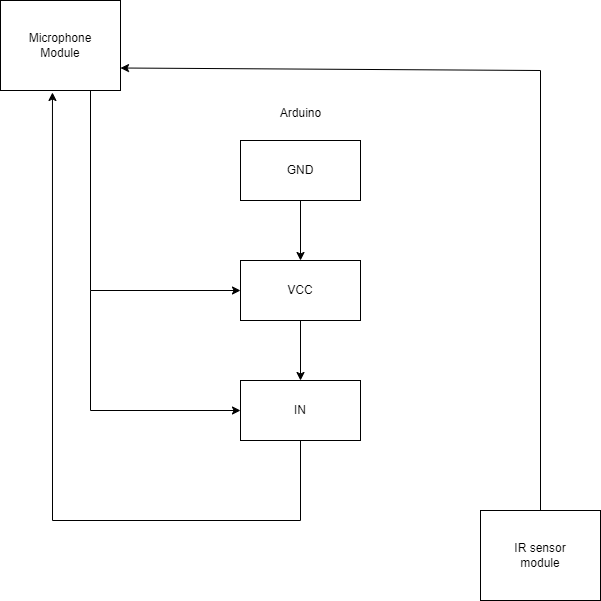 Microphone
Module
Arduino
GND
VCC
IN
IR sensor
module